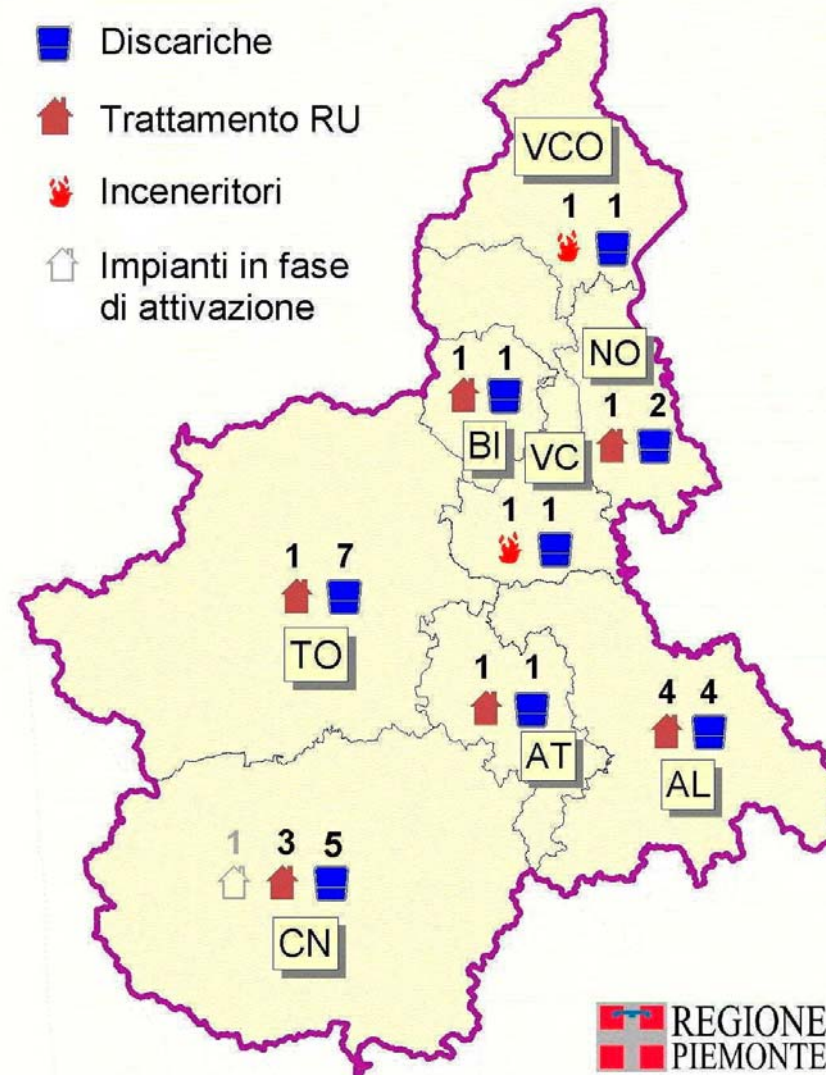 Discariche
Trattamento RU
Inceneritori
Impianti in fase
di attivazione
VCO
1 1
NO
1 2
1 1
BI
VC
1 1
1 7
TO
1 1
AT
4 4
AL
1 3 5
CN
REGIONE
PIEMONTE